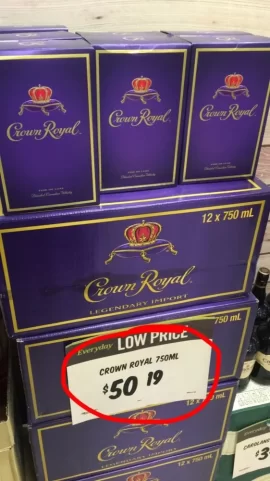 Crown Royal.
Crown Royal.
Crown Royal.
12 x 750 mL
Crown Royal.
LEGENDARY IMPORT
750 mL
Everyday LOW PRICE
CROWN ROYAL 750ML
$50 19
Crown Royal
12 x 750 mL